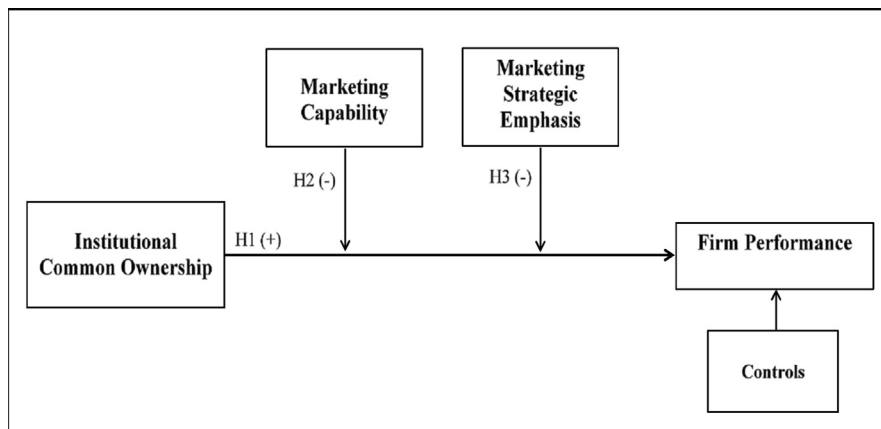 Marketing
Capability
Marketing
Strategic
Emphasis
H2 (-)
H3 (-)
Institutional
Common Ownership
H1 (+)
Firm Performance
Controls